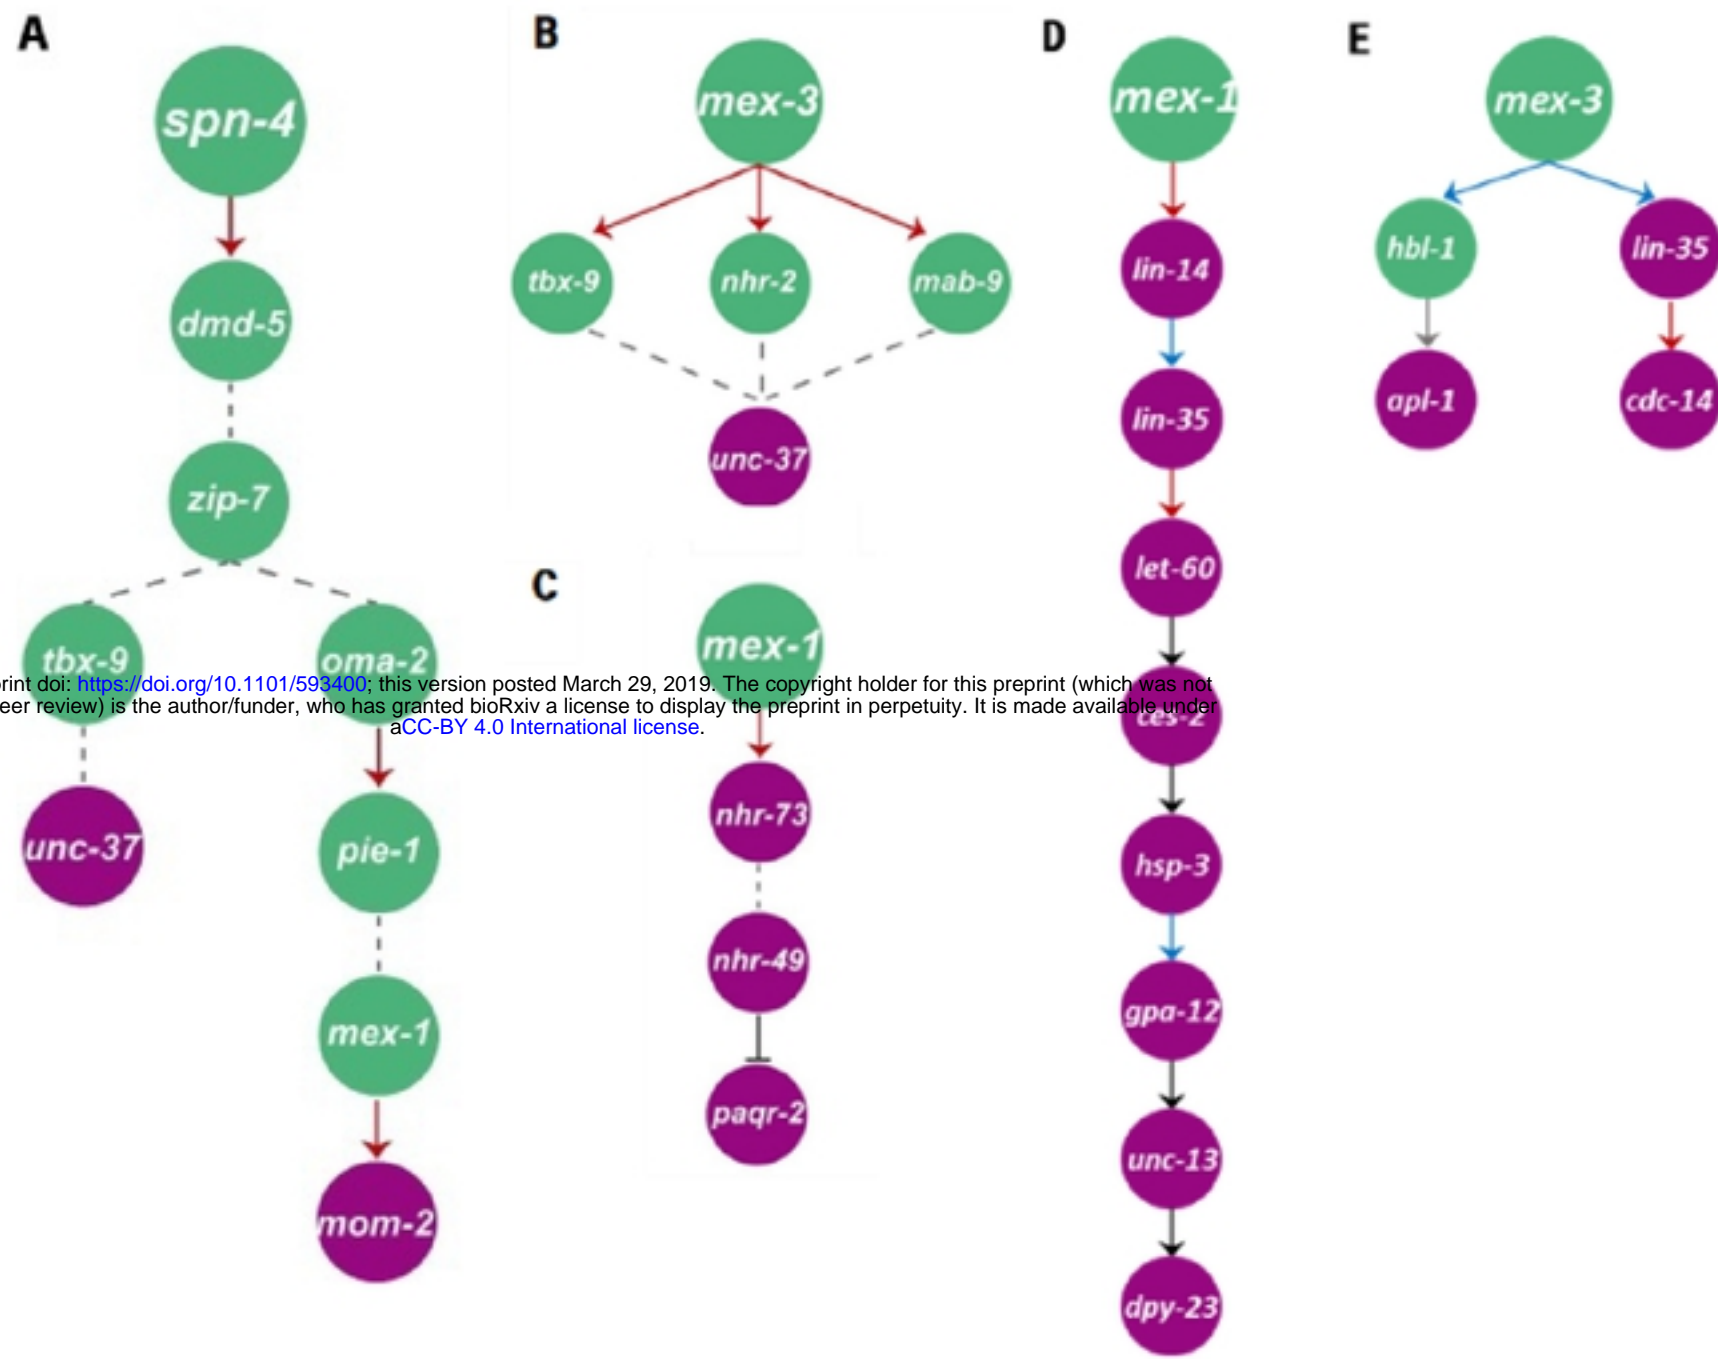 A
spn-4
dmd-5
zip-7
tbx-9
oma-2
unc-37
pie-1
mex-1
mom-2
B
mex-3
tbx-9
nhr-2
mab-9
unc-37
C
mex-1
nhr-73
nhr-49
paqr-2
D
mex-1
lin-14
lin-35
let-60
ces-2
hsp-3
gpa-12
unc-13
dpy-23
E
mex-3
hbl-1
lin-35
apl-1
cdc-14
rint doi: https://doi.org/10.1101/593400; this version posted March 29, 2019. The copyright holder for this preprint (which was not
eer review) is the author/funder, who has granted bioRxiv a license to display the preprint in perpetuity. It is made available under
aCC-BY 4.0 International license.